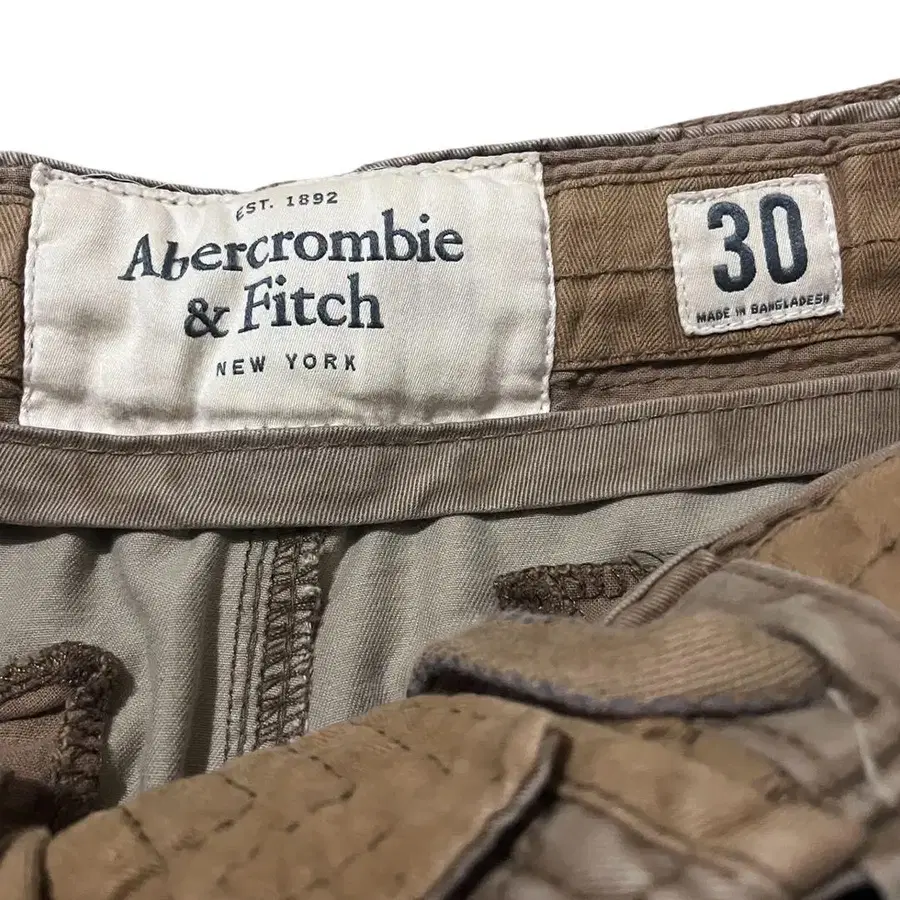 EST. 1892
Abercrombie
& Fitch
NEW YORK
30
MADE IN BANGLADESH